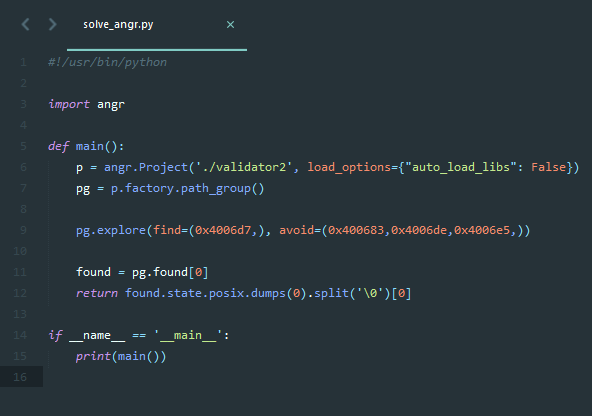 solve_angr.py ×
1 #!/usr/bin/python
2
3 import angr
4
5 def main():
6     p = angr.Project('./validator2', load_options={"auto_load_libs": False})
7     pg = p.factory.path_group()
8
9     pg.explore(find=(0x4006d7,), avoid=(0x400683,0x4006de,0x4006e5,))
10
11     found = pg.found[0]
12     return found.state.posix.dumps(0).split('\0')[0]
13
14 if __name__ == '__main__':
15     print(main())
16